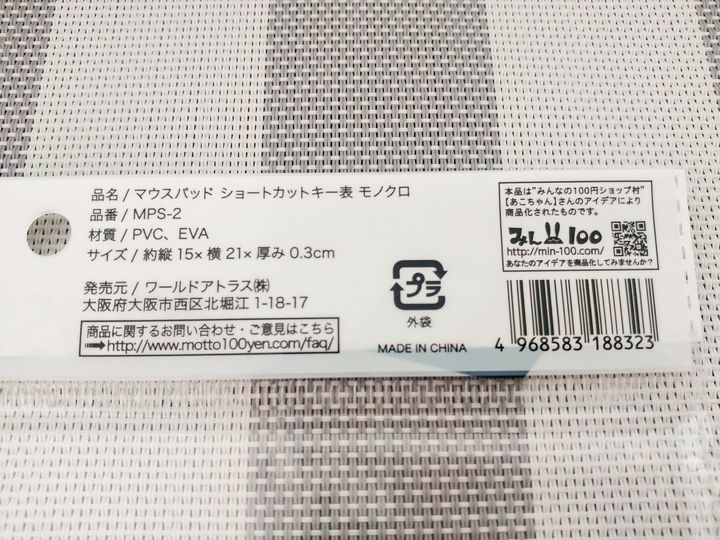 品名 / マウスパッド ショートカットキー表 モノクロ
品番 / MPS-2
材質 / PVC、EVA
サイズ / 約縦 15× 横 21× 厚み 0.3cm
発売元 / ワールドアトラス㈱
大阪府大阪市西区北堀江 1-18-17
商品に関するお問い合わせ・ご意見はこちら
➡http://www.motto100yen.com/faq/
プラ
外袋
MADE IN CHINA
本品は"みんなの100円ショップ村"
【あこちゃん】さんのアイデアにより
商品化されたものです。
みん100
http://min-100.com/
あなたのアイデアを商品化してみませんか?
4 968583 188323